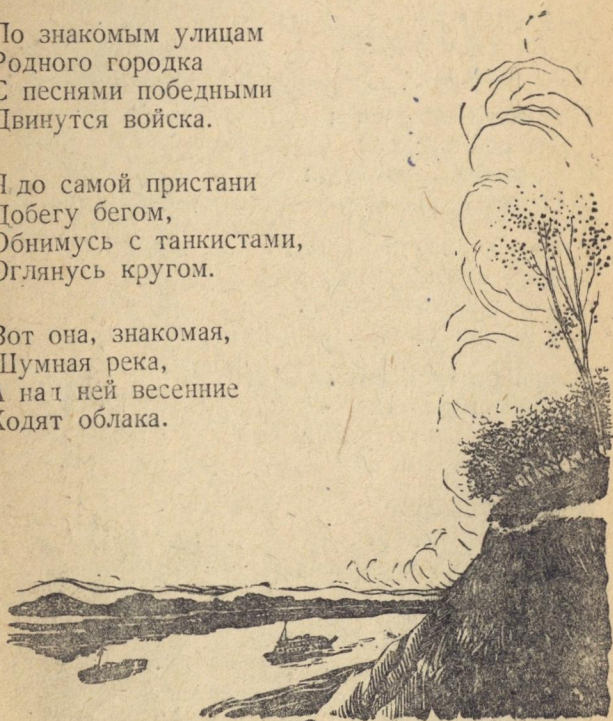 По знакомым улицам
Родного городка
С песнями победными
Двинутся войска.
Я до самой пристани
Добегу бегом,
Обнимусь с танкистами,
Оглянусь кругом.
Вот она, знакомая,
Шумная река,
А над ней весенние
Ходят облака.